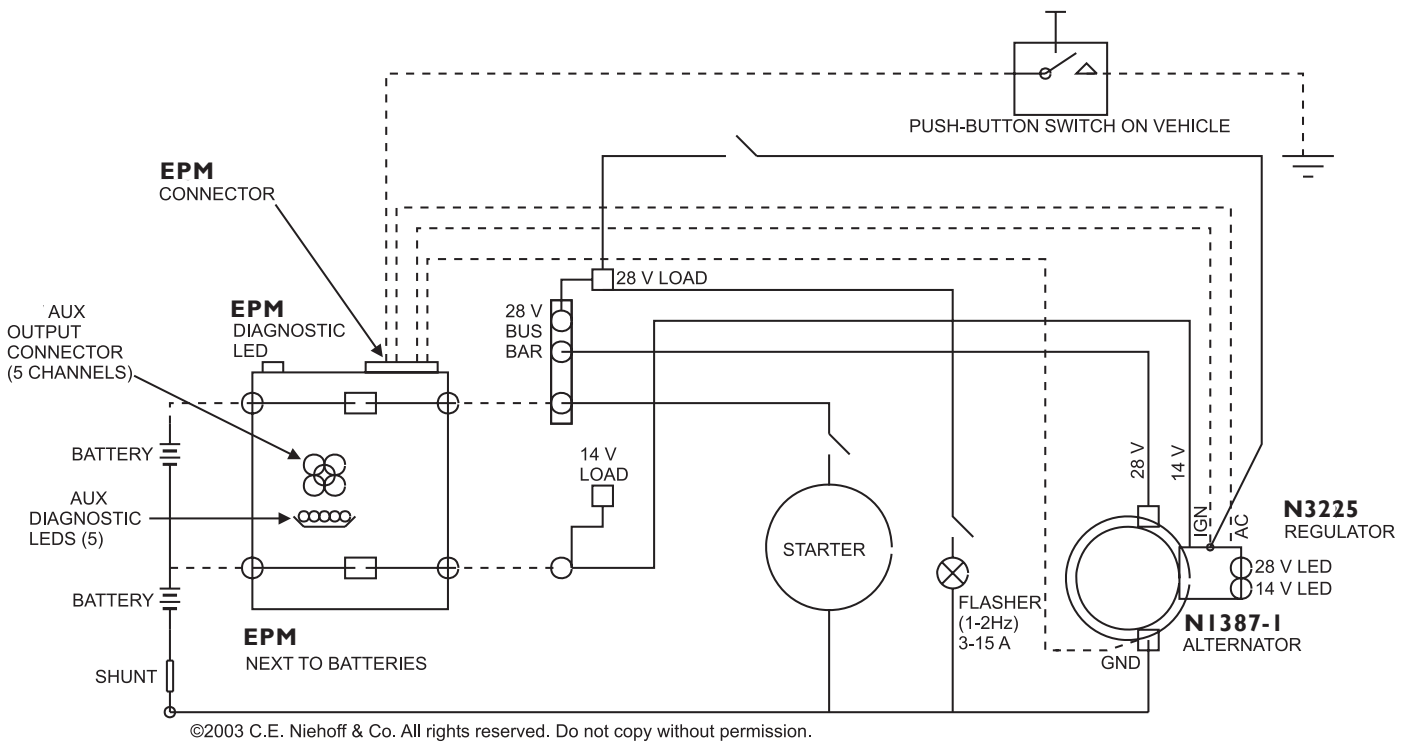 PUSH-BUTTON SWITCH ON VEHICLE
EPM
CONNECTOR
28 V LOAD
AUX
OUTPUT
CONNECTOR
(5 CHANNELS)
EPM
DIAGNOSTIC
LED
28 V
BUS
BAR
BATTERY
14 V
LOAD
28 V
14 V
IGN
AC
N3225
REGULATOR
AUX
DIAGNOSTIC
LEDS (5)
STARTER
28 V LED
14 V LED
BATTERY
FLASHER
(1-2Hz)
3-15 A
N1387-1
ALTERNATOR
EPM
NEXT TO BATTERIES
GND
SHUNT
©2003 C.E. Niehoff & Co. All rights reserved. Do not copy without permission.